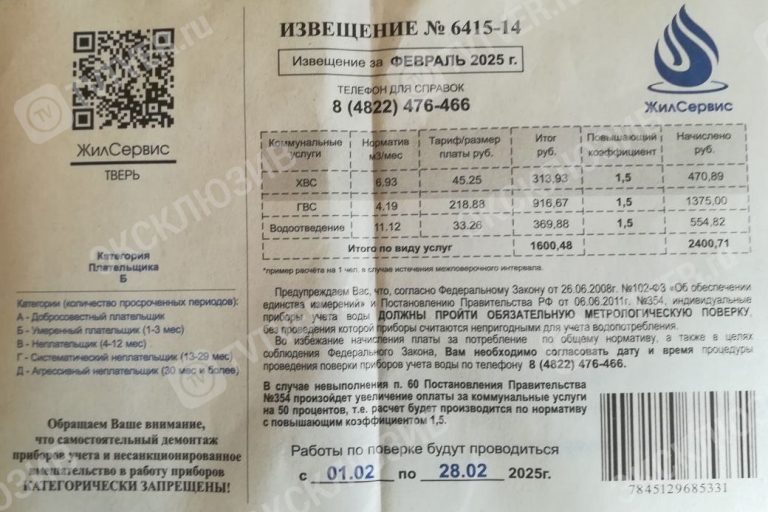 ЖилСервис
ТВЕРЬ
Категория
Плательщика
Б
Категории (количество просроченных периодов):
А - Добросовестный плательщик
Б - Умеренный плательщик (1-3 мес)
В - Неплательщик (4-12 мес)
Г - Систематический неплательщик (13-29 мес)
Д - Агрессивный неплательщик (30 мес и более)
Обращаем Ваше внимание,
что самостоятельный демонтаж
приборов учета и несанкционированное
вмешательство в работу приборов
КАТЕГОРИЧЕСКИ ЗАПРЕЩЕНЫ!
ИЗВЕЩЕНИЕ № 6415-14
Извещение за ФЕВРАЛЬ 2025 г.
ТЕЛЕФОН ДЛЯ СПРАВОК
8 (4822) 476-466
ЖилСервис
Коммунальные услуги Норматив м3/мес Тариф/размер платы руб. Итог руб. Повышающий коэффициент Начислено руб.
ХВС 6.93 45.25 313,93 1,5 470,89
ГВС 4.19 218.88 916,67 1,5 1375.00
Водоотведение 11.12 33.26 369,88 1,5 554,82
Итого по виду услуг 1600,48 2400,71
*пример расчёта на 1 чел. в случае истечения межповерочного интервала.
Предупреждаем Вас, что, согласно Федеральному Закону от 26.06.2008г. №102-ФЗ «Об обеспечении
единства измерений» и Постановлению Правительства РФ от 06.06.2011г. №354, индивидуальные
приборы учета воды ДОЛЖНЫ ПРОЙТИ ОБЯЗАТЕЛЬНУЮ МЕТРОЛОГИЧЕСКУЮ ПОВЕРКУ,
без проведения которой приборы считаются непригодными для учета водопотребления.
Во избежание начисления платы за потребление по общему нормативу, а также в целях
соблюдения Федерального Закона, Вам необходимо согласовать дату и время процедуры
проведения поверки приборов учета воды по телефону 8 (4822) 476-466.
В случае невыполнения п. 60 Постановления Правительства
№354 произойдет увеличение оплаты за коммунальные услуги
на 50 процентов, т.е. расчет будет производится по нормативу
с повышающим коэффициентом 1,5.
Работы по поверке будут проводиться
с 01.02 по 28.02 2025г.
7845129685331